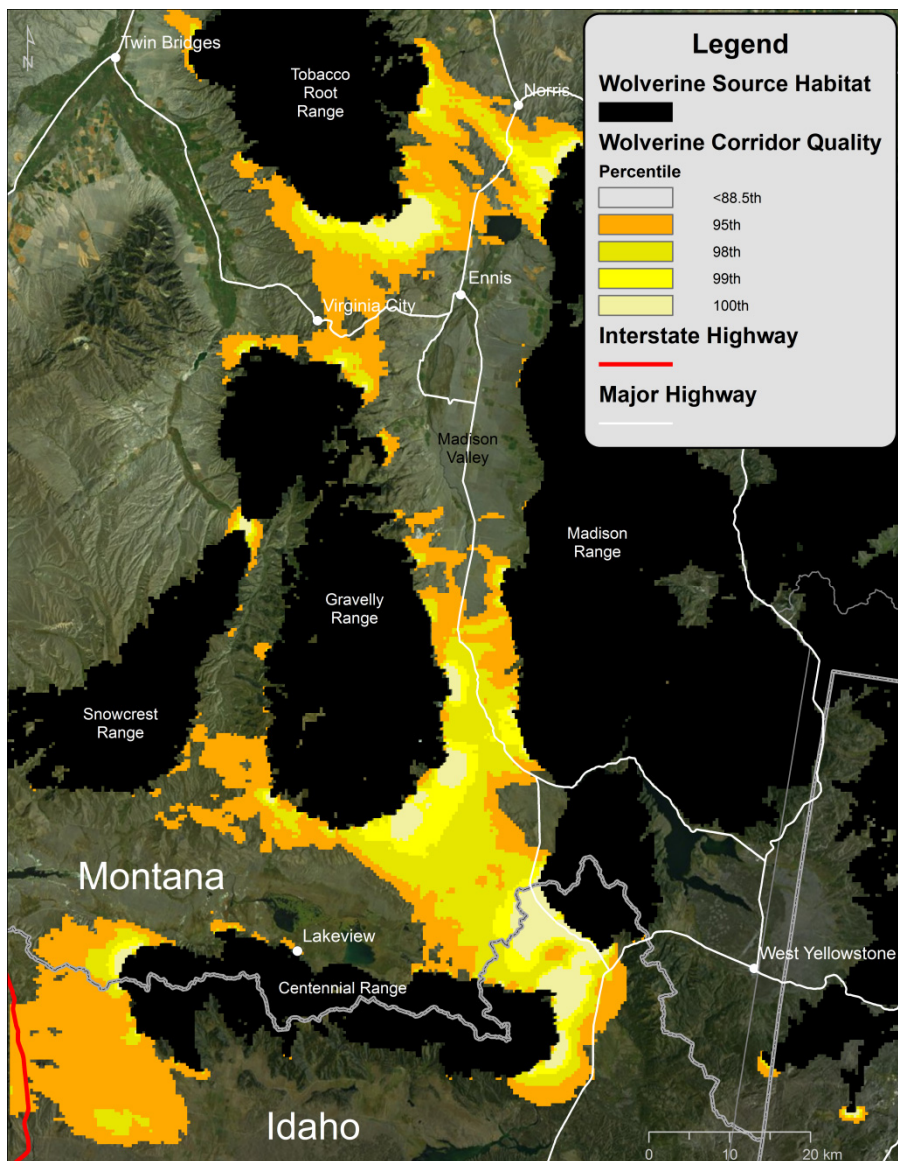 N
Twin Bridges
Tobacco
Root
Range
Norris
Legend
Wolverine Source Habitat
Wolverine Corridor Quality
Percentile
<88.5th
95th
98th
99th
100th
Interstate Highway
Major Highway
Ennis
Virginia City
Madison
Valley
Madison
Range
Gravelly
Range
Snowcrest
Range
Montana
Lakeview
Centennial Range
West Yellowstone
Idaho
0 10 20 km